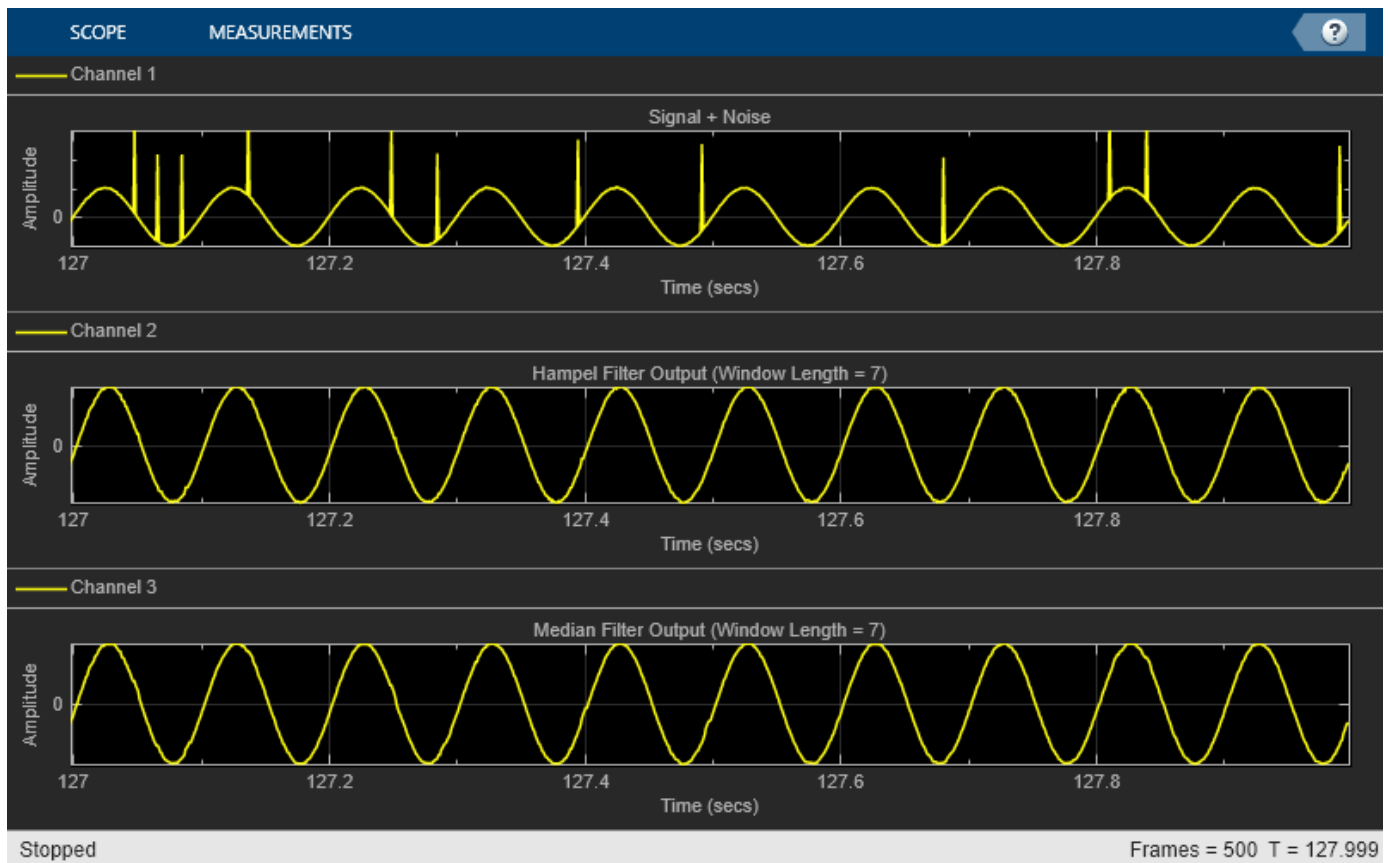 SCOPE MEASUREMENTS ?
Channel 1
Signal + Noise
Amplitude
0
127 127.2 127.4 127.6 127.8
Time (secs)
Channel 2
Hampel Filter Output (Window Length = 7)
Amplitude
0
127 127.2 127.4 127.6 127.8
Time (secs)
Channel 3
Median Filter Output (Window Length = 7)
Amplitude
0
127 127.2 127.4 127.6 127.8
Time (secs)
Stopped Frames = 500 T = 127.999